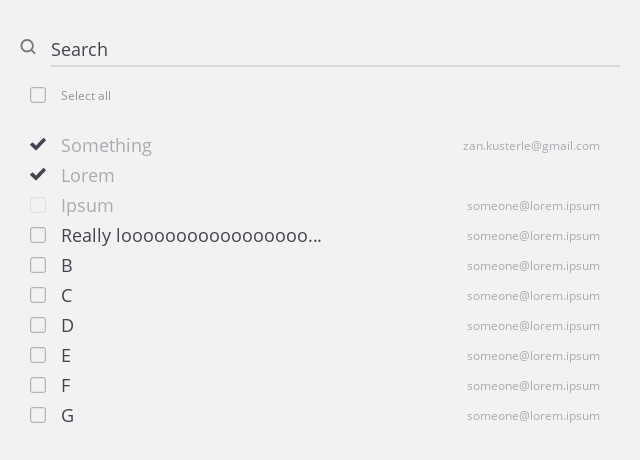 Search
Select all
Something zan.kusterle@gmail.com
Lorem
Ipsum someone@lorem.ipsum
Really looooooooooooooooo... someone@lorem.ipsum
B someone@lorem.ipsum
C someone@lorem.ipsum
D someone@lorem.ipsum
E someone@lorem.ipsum
F someone@lorem.ipsum
G someone@lorem.ipsum